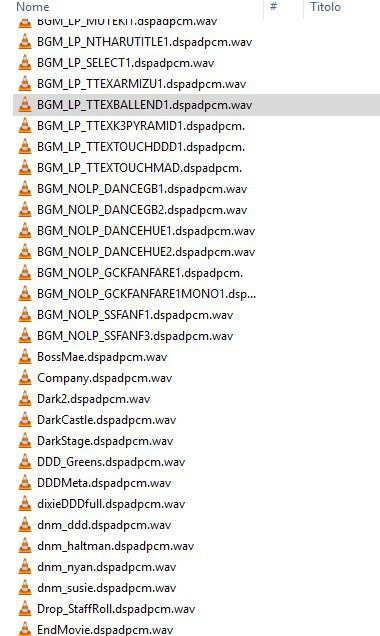 Nome # Titolo
BGM_LP_MUTEKI1.dspadpcm.wav
BGM_LP_NTHARUTITLE1.dspadpcm.wav
BGM_LP_SELECT1.dspadpcm.wav
BGM_LP_TTEXARMIZU1.dspadpcm.wav
BGM_LP_TTEXBALLEND1.dspadpcm.wav
BGM_LP_TTEXK3PYRAMID1.dspadpcm.
BGM_LP_TTEXTOUCHDDD1.dspadpcm.
BGM_LP_TTEXTOUCHMAD.dspadpcm.
BGM_NOLP_DANCEGB1.dspadpcm.wav
BGM_NOLP_DANCEGB2.dspadpcm.wav
BGM_NOLP_DANCEHUE1.dspadpcm.wav
BGM_NOLP_DANCEHUE2.dspadpcm.wav
BGM_NOLP_GCKFANFARE1.dspadpcm.
BGM_NOLP_GCKFANFARE1MONO1.dsp...
BGM_NOLP_SSFANF1.dspadpcm.wav
BGM_NOLP_SSFANF3.dspadpcm.wav
BossMae.dspadpcm.wav
Company.dspadpcm.wav
Dark2.dspadpcm.wav
DarkCastle.dspadpcm.wav
DarkStage.dspadpcm.wav
DDD_Greens.dspadpcm.wav
DDDMeta.dspadpcm.wav
dixieDDDfull.dspadpcm.wav
dnm_ddd.dspadpcm.wav
dnm_haltman.dspadpcm.wav
dnm_nyan.dspadpcm.wav
dnm_susie.dspadpcm.wav
Drop_StaffRoll.dspadpcm.wav
EndMovie.dspadpcm.wav